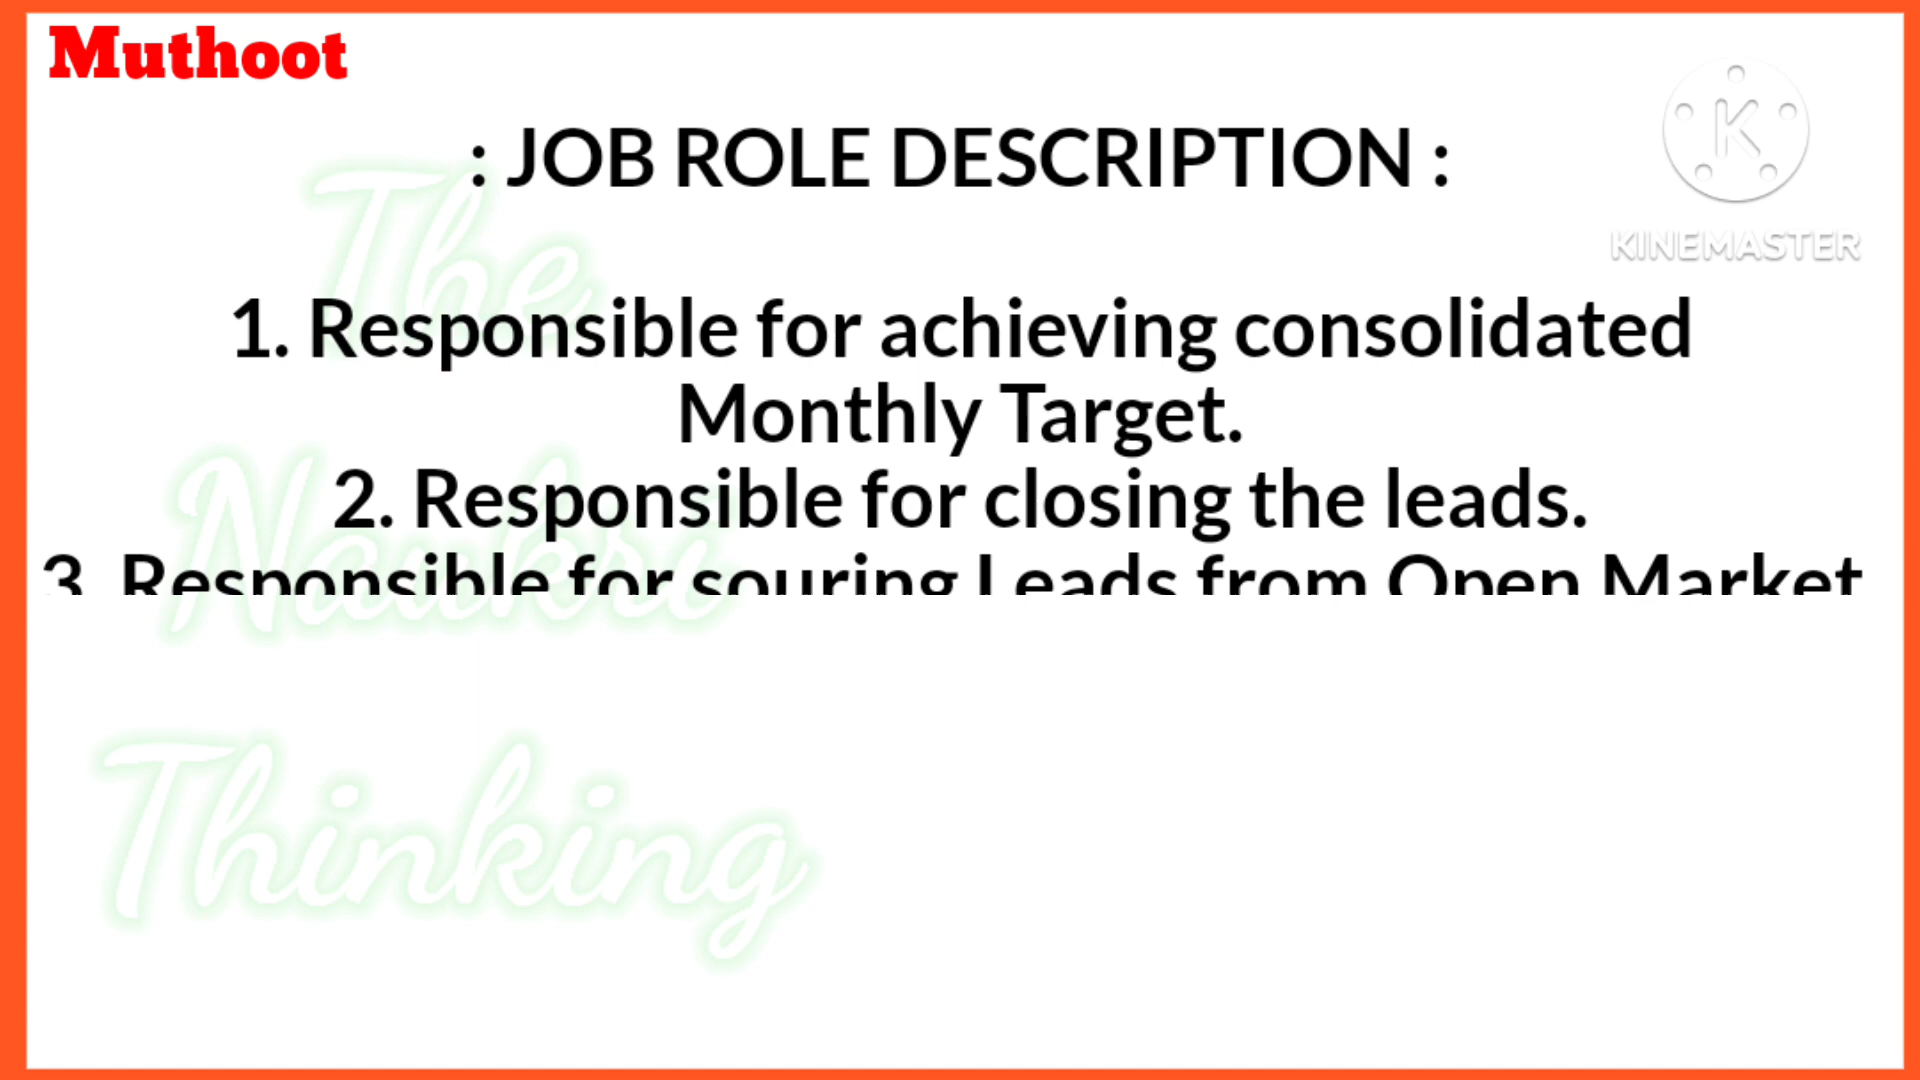 Muthoot
: JOB ROLE DESCRIPTION :
K
KINEMASTER
The
1. Responsible for achieving consolidated
Monthly Target.
2. Responsible for closing the leads.
Naukri
3. Responsible for souring Leads from Open Market
Thinking